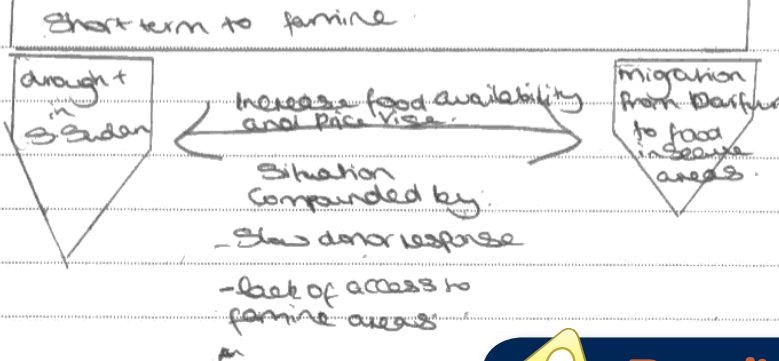 Short term to famine
drought
in
S. Sudan
Increase food availability
and price rise.
migration
from Darfur
to food
insecure
areas.
Situation
Compounded by:
- Slow donor response
- lack of access to
famine areas